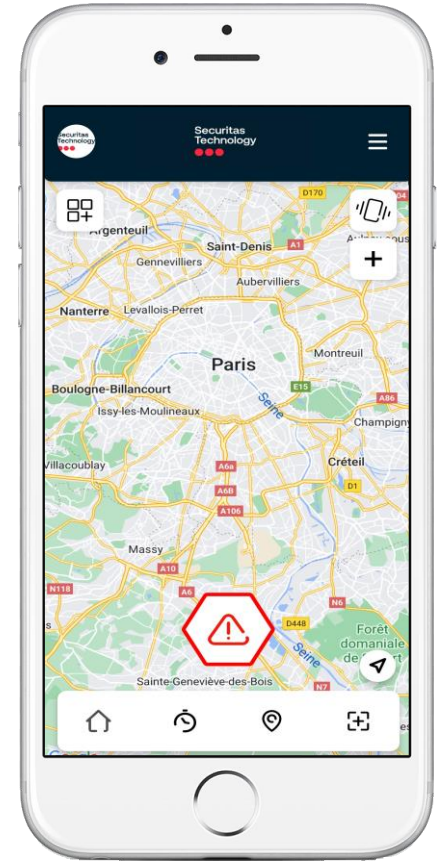 Securitas
Technology
Securitas
Technology
D170
Argenteuil
Saint-Denis
A1
Gennevilliers
Aubervilliers
Nanterre
Levallois-Perret
Paris
Montreuil
Boulogne-Billancourt
E15
Seine
A86
Issy-les-Moulineaux
Champigny
Villacoublay
A6a
Créteil
A6B
D1
A106
Massy
A10
N118
A6
N6
D448
Forêt
domaniale
Seine
de
Sainte-Geneviève-des-Bois
N7